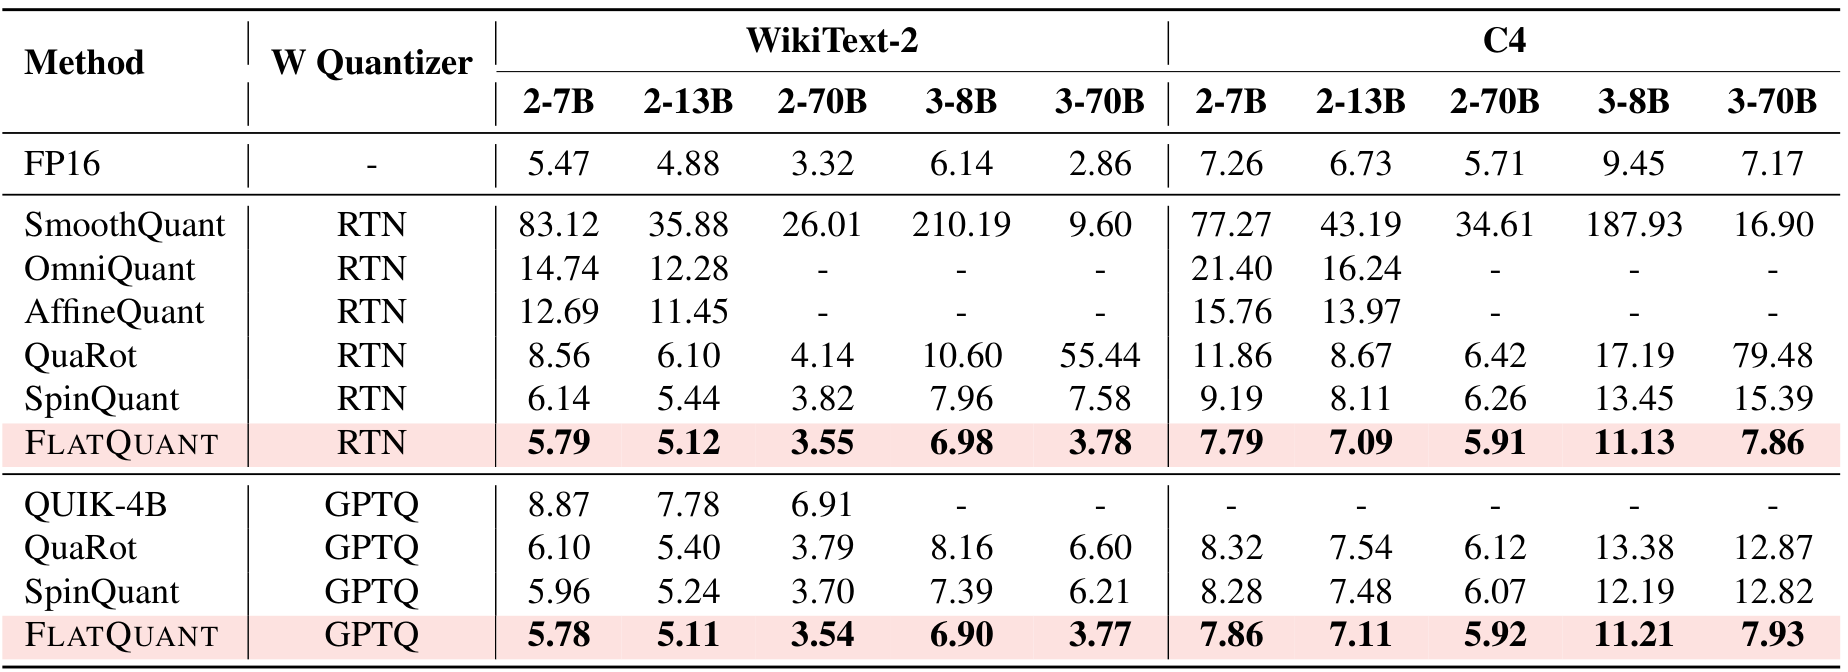 Method W Quantizer WikiText-2 C4
2-7B 2-13B 2-70B 3-8B 3-70B 2-7B 2-13B 2-70B 3-8B 3-70B
FP16 - 5.47 4.88 3.32 6.14 2.86 7.26 6.73 5.71 9.45 7.17
SmoothQuant RTN 83.12 35.88 26.01 210.19 9.60 77.27 43.19 34.61 187.93 16.90
OmniQuant RTN 14.74 12.28 - - - 21.40 16.24 - - -
AffineQuant RTN 12.69 11.45 - - - 15.76 13.97 - - -
QuaRot RTN 8.56 6.10 4.14 10.60 55.44 11.86 8.67 6.42 17.19 79.48
SpinQuant RTN 6.14 5.44 3.82 7.96 7.58 9.19 8.11 6.26 13.45 15.39
FLATQUANT RTN 5.79 5.12 3.55 6.98 3.78 7.79 7.09 5.91 11.13 7.86
QUIK-4B GPTQ 8.87 7.78 6.91 - - - - - - -
QuaRot GPTQ 6.10 5.40 3.79 8.16 6.60 8.32 7.54 6.12 13.38 12.87
SpinQuant GPTQ 5.96 5.24 3.70 7.39 6.21 8.28 7.48 6.07 12.19 12.82
FLATQUANT GPTQ 5.78 5.11 3.54 6.90 3.77 7.86 7.11 5.92 11.21 7.93